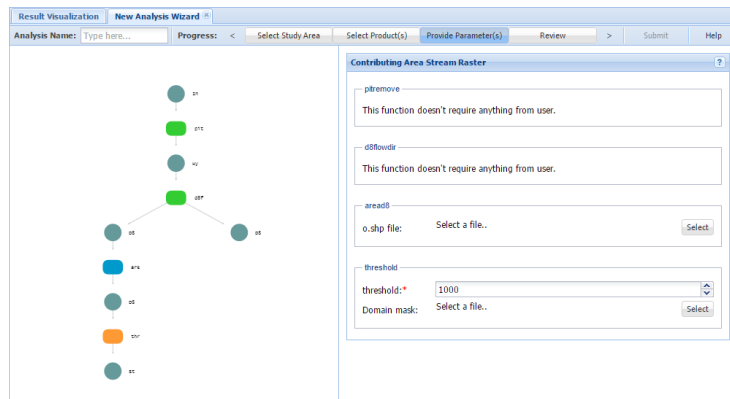 Result Visualization New Analysis Wizard
Analysis Name: Type here... Progress: < Select Study Area Select Product(s) Provide Parameter(s) Review > Submit Help
Contributing Area Stream Raster ?
pitremove
This function doesn't require anything from user.
d8flowdir
This function doesn't require anything from user.
aread8
o.shp file: Select a file.. Select
threshold
threshold:* 1000
Domain mask: Select a file.. Select